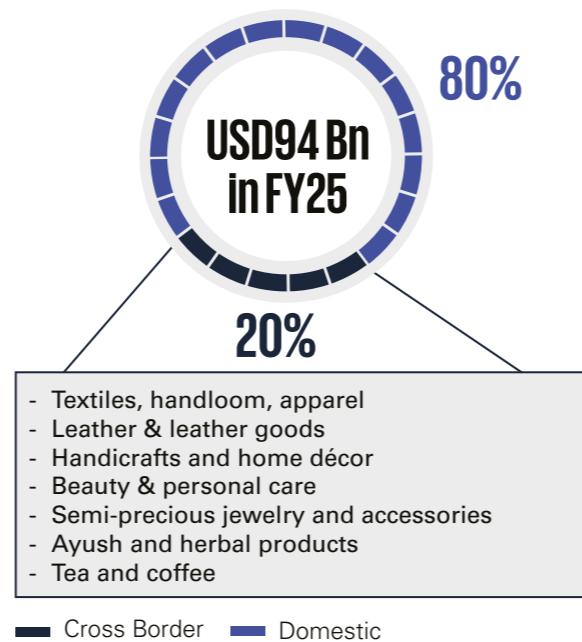 80%
USD94 Bn
in FY25
20%
- Textiles, handloom, apparel
- Leather & leather goods
- Handicrafts and home décor
- Beauty & personal care
- Semi-precious jewelry and accessories
- Ayush and herbal products
- Tea and coffee
Cross Border Domestic